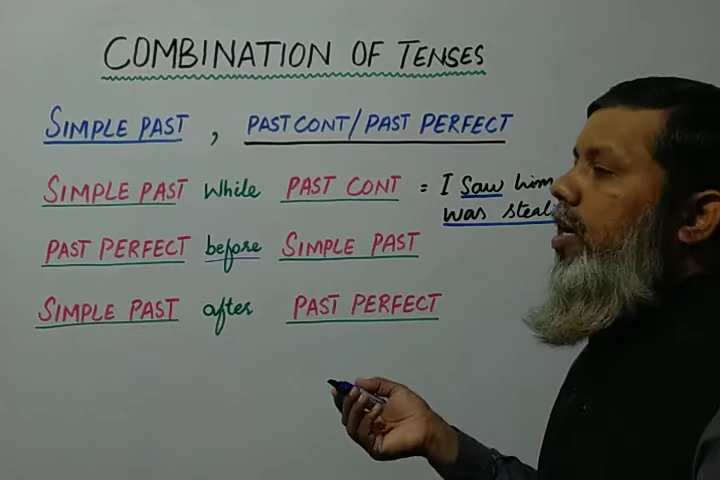 COMBINATION OF TENSES
SIMPLE PAST , PAST CONT/PAST PERFECT
SIMPLE PAST while PAST CONT = I Saw him
was
PAST PERFECT before SIMPLE PAST
SIMPLE PAST after PAST PERFECT